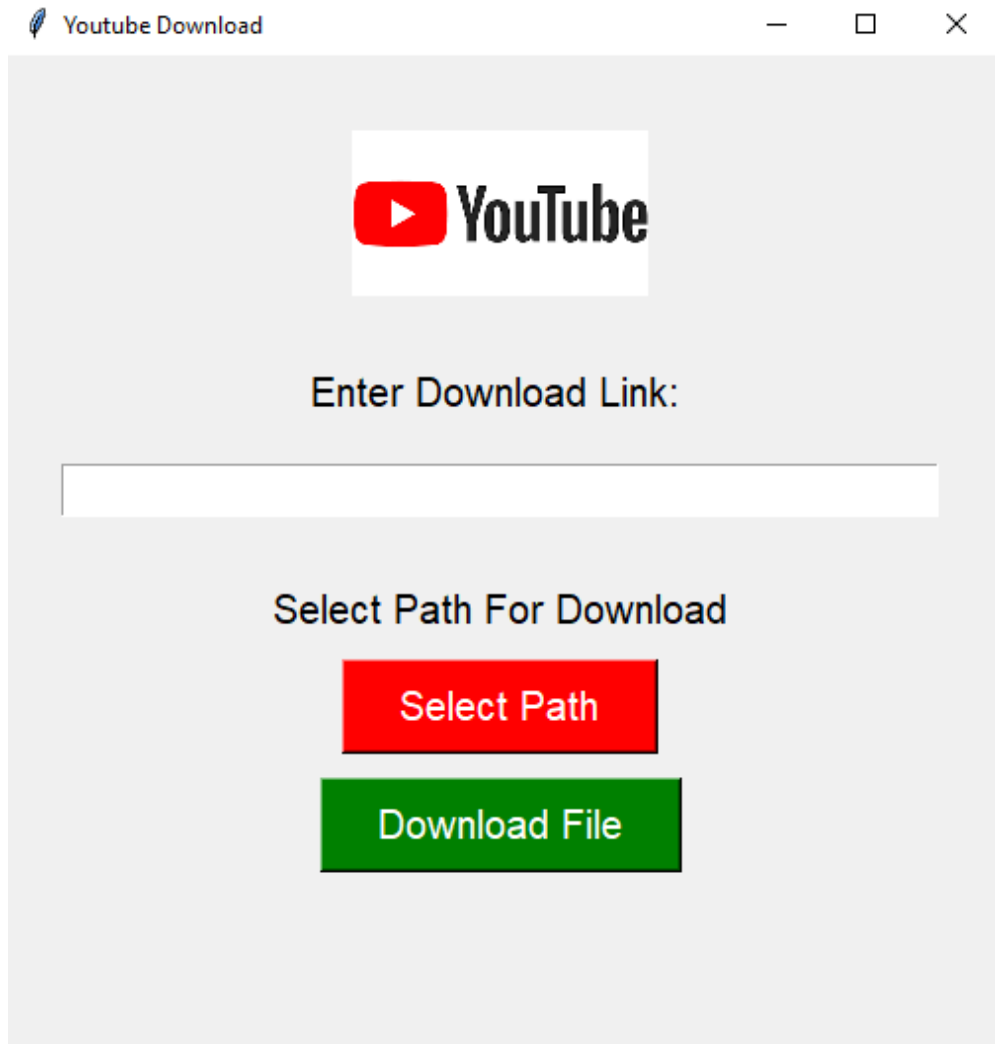 Youtube Download
YouTube
Enter Download Link:
Select Path For Download
Select Path
Download File